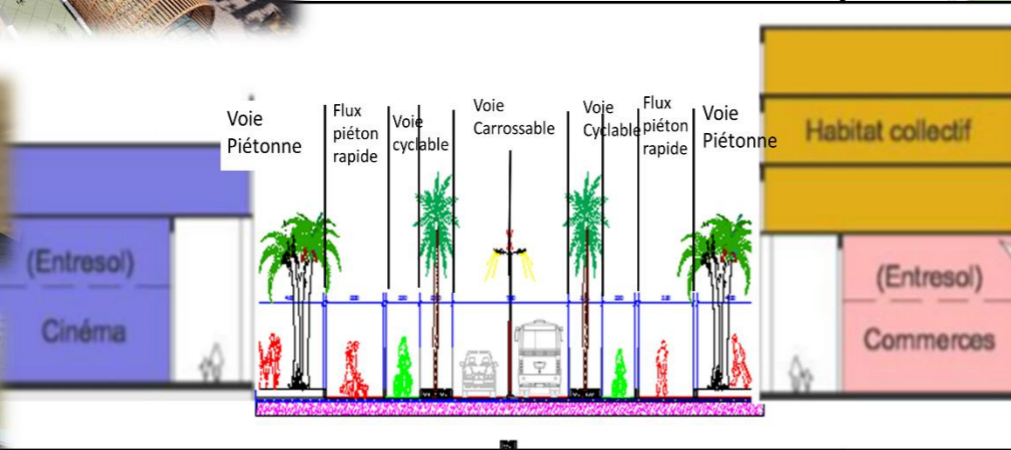 Voie
Piétonne
Flux
piéton
rapide
Voie
cyclable
Voie
Carrossable
Voie
Cyclable
Flux
piéton
rapide
Voie
Piétonne
Habitat collectif
(Entresol)
Cinéma
(Entresol)
Commerces